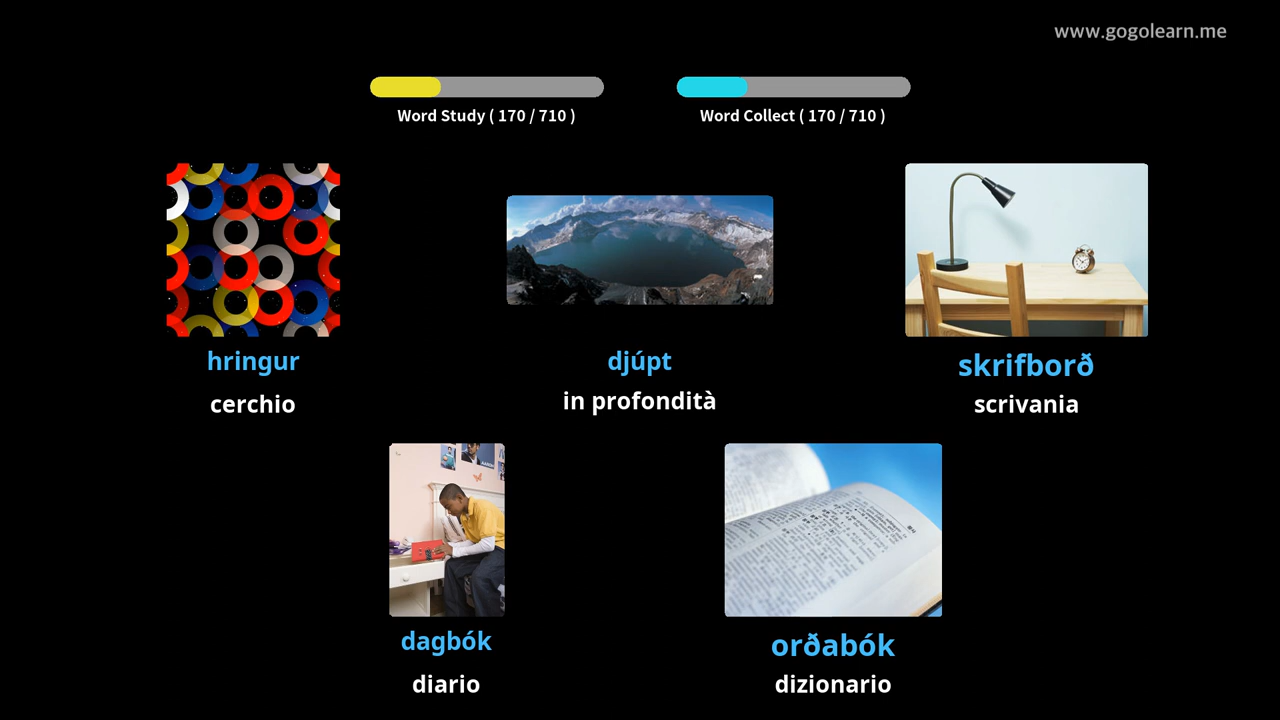 www.gogolearn.me
Word Study ( 170 / 710 )
Word Collect ( 170 / 710 )
hringur
cerchio
djúpt
in profondità
skrifborð
scrivania
dagbók
diario
orðabók
dizionario